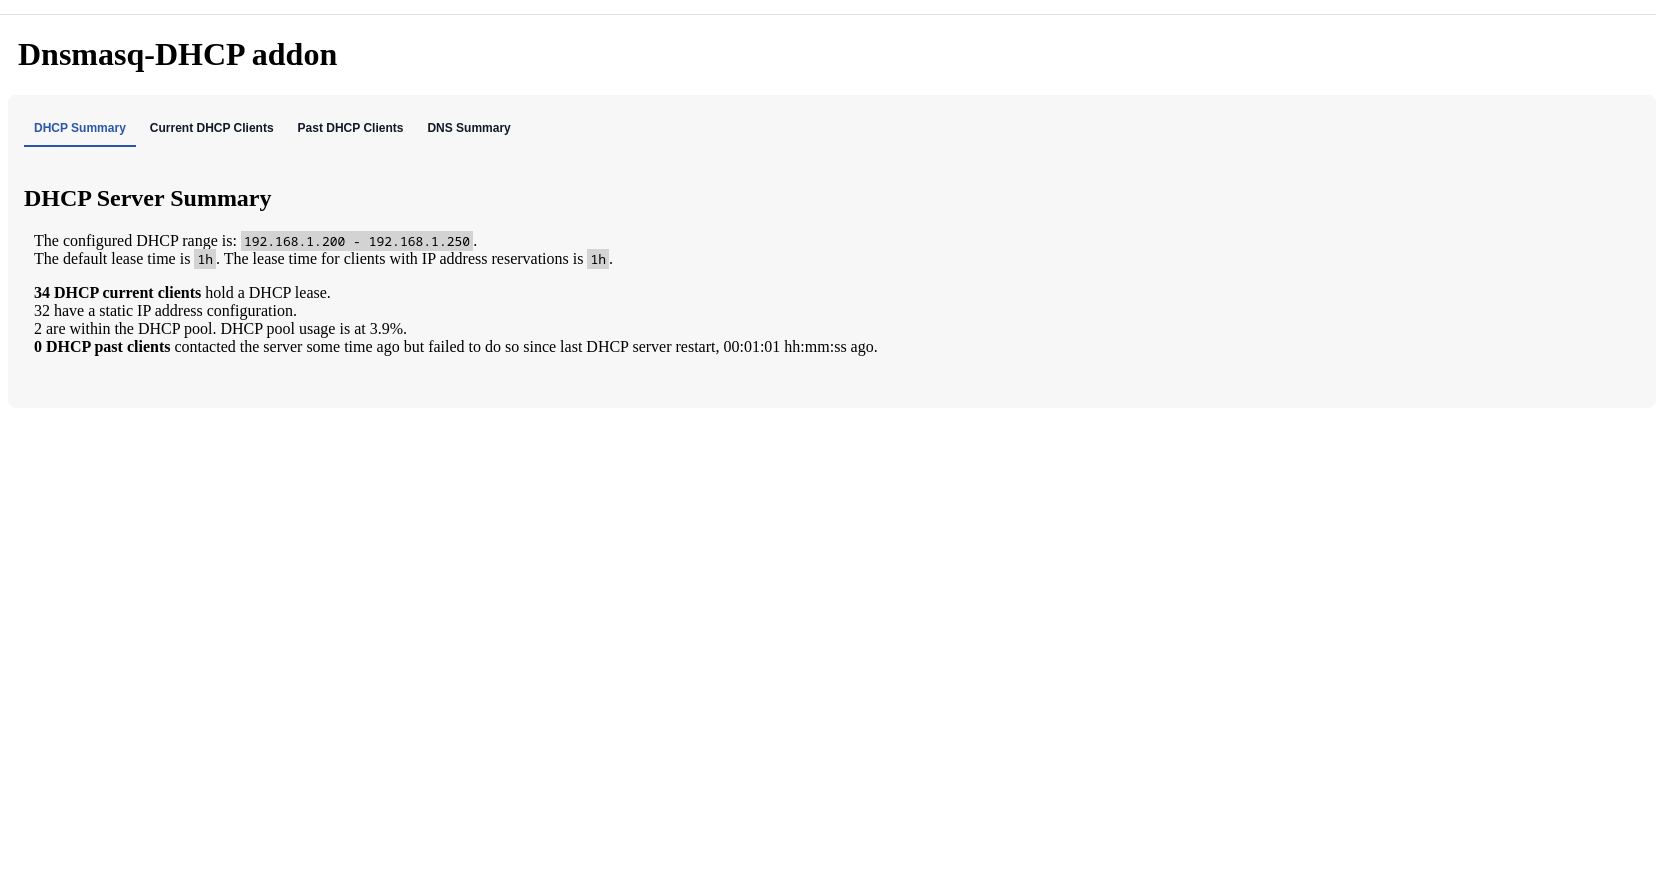 Dnsmasq-DHCP addon
DHCP Summary Current DHCP Clients Past DHCP Clients DNS Summary
DHCP Server Summary
The configured DHCP range is: 192.168.1.200 - 192.168.1.250.
The default lease time is 1h. The lease time for clients with IP address reservations is 1h.
34 DHCP current clients hold a DHCP lease.
32 have a static IP address configuration.
2 are within the DHCP pool. DHCP pool usage is at 3.9%.
0 DHCP past clients contacted the server some time ago but failed to do so since last DHCP server restart, 00:01:01 hh:mm:ss ago.